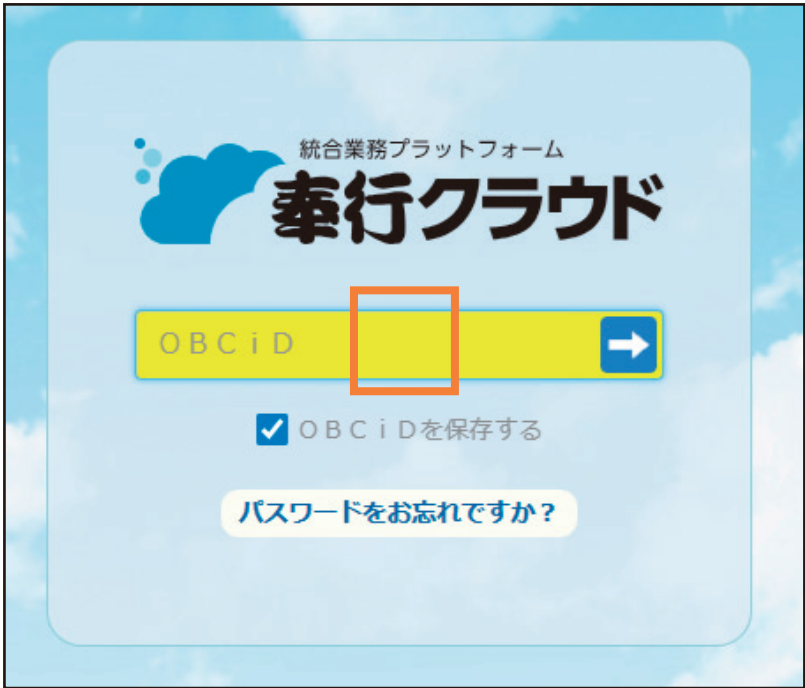 統合業務プラットフォーム
奉行クラウド
ＯＢＣｉＤ
ＯＢＣｉＤを保存する
パスワードをお忘れですか？